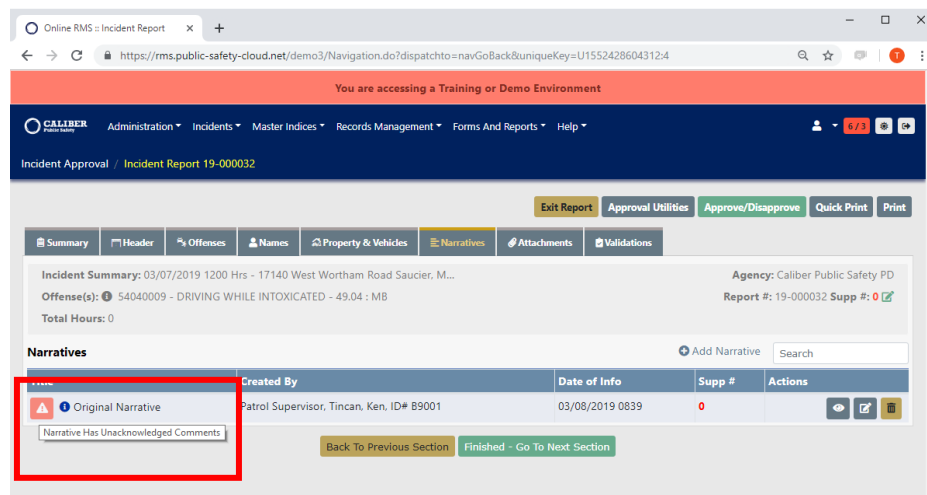 Online RMS :: Incident Report
https://rms.public-safety-cloud.net/demo3/Navigation.do?dispatchto=navGoBack&uniqueKey=U1552428604312:4
T
You are accessing a Training or Demo Environment
CALIBER Public Safety Administration Incidents Master Indices Records Management Forms And Reports Help 6 / 3
Incident Approval / Incident Report 19-000032
Exit Report Approval Utilities Approve/Disapprove Quick Print Print
Summary Header Offenses Names Property & Vehicles Narratives Attachments Validations
Incident Summary: 03/07/2019 1200 Hrs - 17140 West Wortham Road Saucier, M... Agency: Caliber Public Safety PD
Offense(s): 54040009 - DRIVING WHILE INTOXICATED - 49.04 : MB Report #: 19-000032 Supp #: 0
Total Hours: 0
Narratives Add Narrative Search
Title Created By Date of Info Supp # Actions
Original Narrative Patrol Supervisor, Tincan, Ken, ID# B9001 03/08/2019 0839 0
Narrative Has Unacknowledged Comments
Back To Previous Section Finished - Go To Next Section